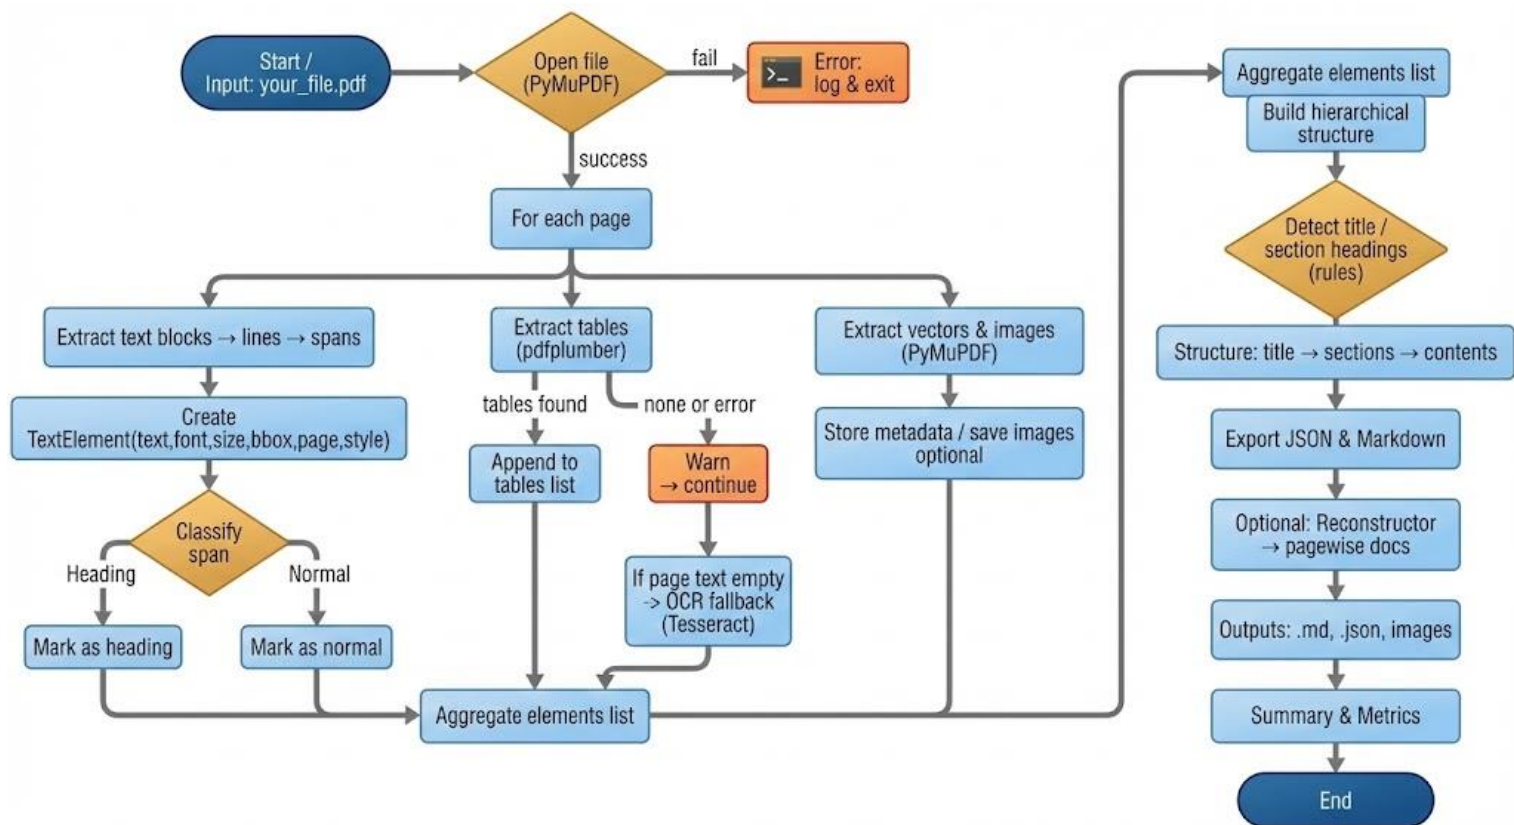 Start /
Input: your_file.pdf
Open file
(PyMuPDF)
fail
>_
Error:
log & exit
success
For each page
Extract text blocks → lines → spans
Create
TextElement(text,font,size,bbox,page,style)
Classify
span
Heading
Normal
Mark as heading
Mark as normal
Extract tables
(pdfplumber)
tables found
none or error
Append to
tables list
Warn
→ continue
If page text empty
-> OCR fallback
(Tesseract)
Extract vectors & images
(PyMuPDF)
Store metadata / save images
optional
Aggregate elements list
Aggregate elements list
Build hierarchical
structure
Detect title /
section headings
(rules)
Structure: title → sections → contents
Export JSON & Markdown
Optional: Reconstructor
→ pagewise docs
Outputs: .md, .json, images
Summary & Metrics
End